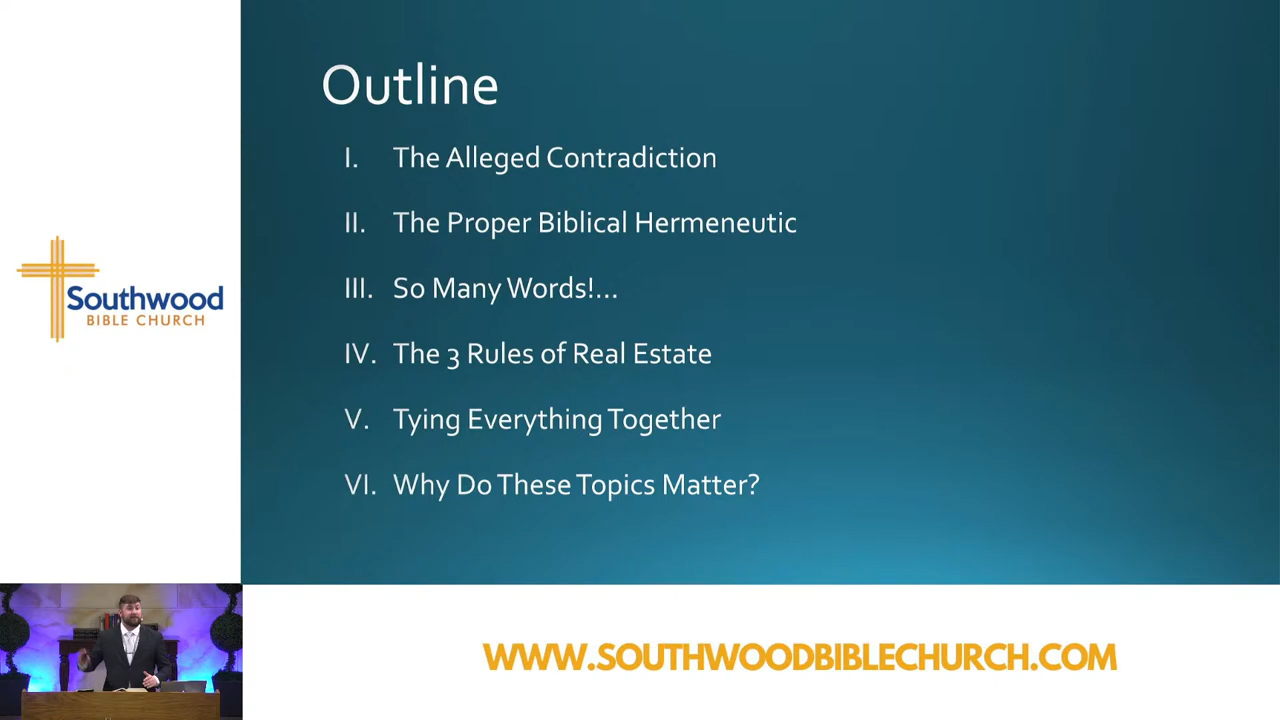 Outline
I. The Alleged Contradiction
II. The Proper Biblical Hermeneutic
III. So Many Words!...
IV. The 3 Rules of Real Estate
V. Tying Everything Together
VI. Why Do These Topics Matter?
Southwood
BIBLE CHURCH
WWW.SOUTHWOODBIBLECHURCH.COM